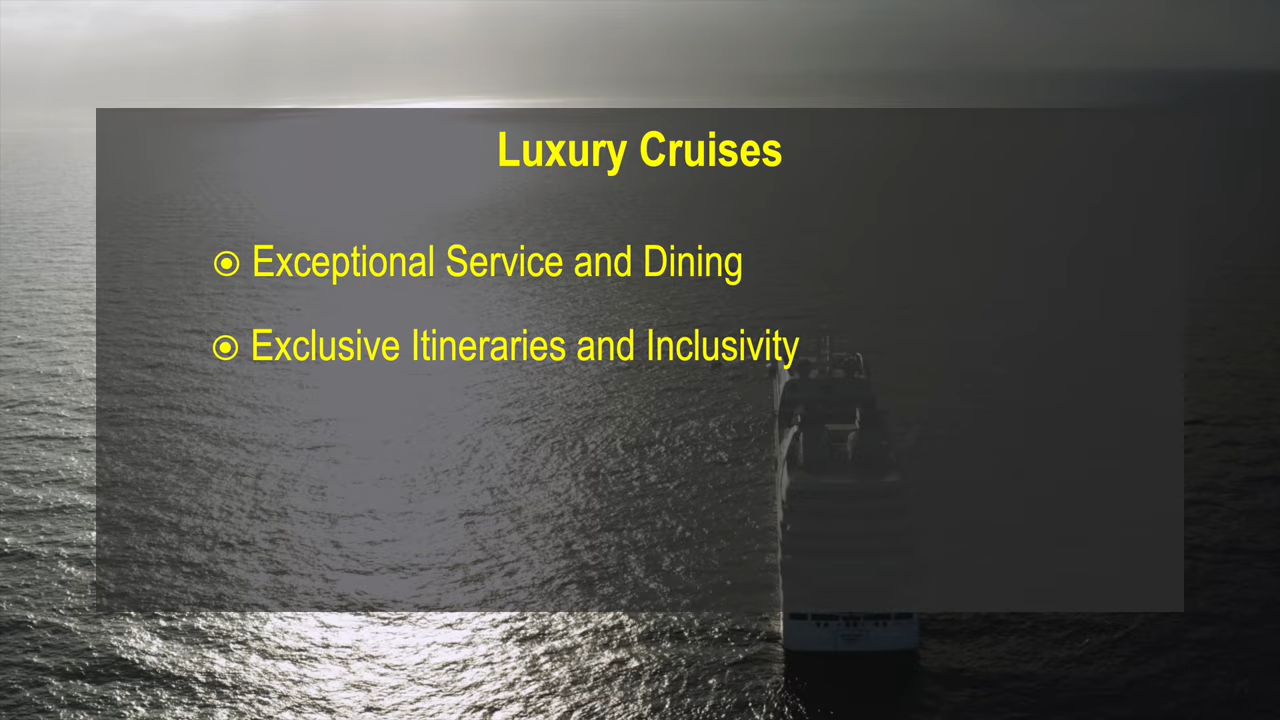 Luxury Cruises
⦿ Exceptional Service and Dining
⦿ Exclusive Itineraries and Inclusivity